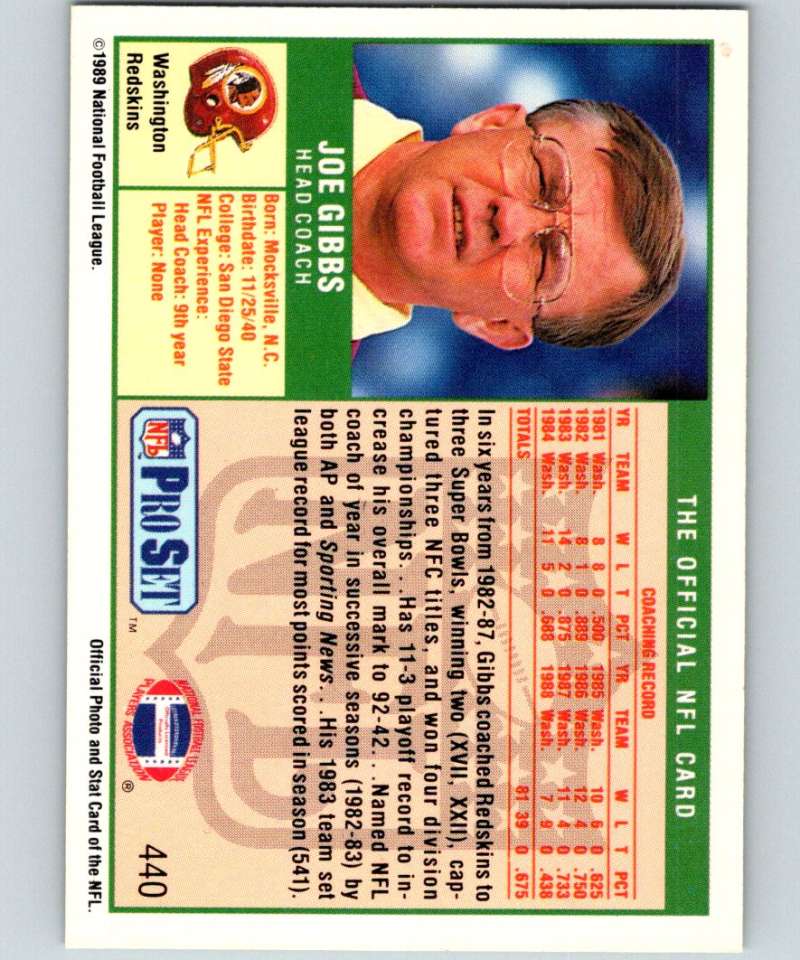 THE OFFICIAL NFL CARD
JOE GIBBS
HEAD COACH
Washington
Redskins
Born: Mocksville, N.C.
Birthdate: 11/25/40
College: San Diego State
NFL Experience:
Head Coach: 9th year
Player: None
COACHING RECORD
YR TEAM W L T PCT YR TEAM W L T PCT
1981 Wash. 8 8 0 .500 1985 Wash. 10 6 0 .625
1982 Wash. 8 1 0 .889 1986 Wash. 12 4 0 .750
1983 Wash. 14 2 0 .875 1987 Wash. 11 4 0 .733
1984 Wash. 11 5 0 .688 1988 Wash. 7 9 0 .438
TOTALS 81 39 0 .675
In six years from 1982-87, Gibbs coached Redskins to
three Super Bowls, winning two (XVII, XXII), cap-
tured three NFC titles, and won four division
championships. . .Has 11-3 playoff record to in-
crease his overall mark to 92-42. . .Named NFL
coach of year in successive seasons (1982-83) by
both AP and Sporting News. . .His 1983 team set
league record for most points scored in season (541).
NFL
NFL
PRO SET ™
NATIONAL FOOTBALL LEAGUE
PLAYERS ASSOCIATION
®
440
©1989 National Football League.
Official Photo and Stat Card of the NFL.